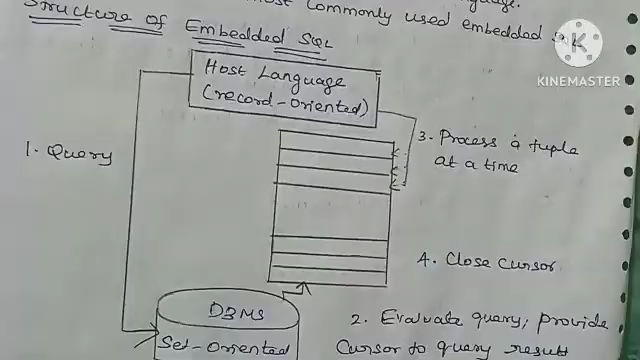 most commonly used embedded
Structure of Embedded SQL
K
KINEMASTER
Host Language
(record-Oriented)
1. Query
3. Process a tuple
at a time
4. Close Cursor
DBMS
Set-Oriented
2. Evaluate query, provide
Cursor to query result